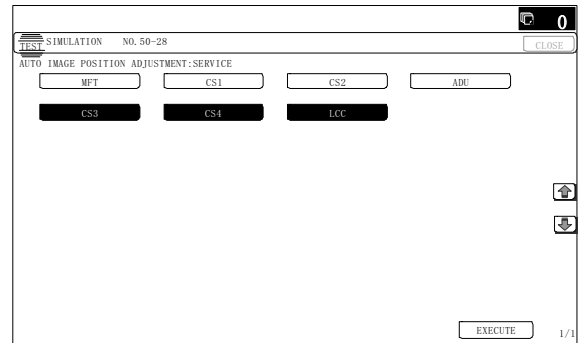 0
TEST SIMULATION NO.50-28 CLOSE
AUTO IMAGE POSITION ADJUSTMENT:SERVICE
MFT CS1 CS2 ADU
CS3 CS4 LCC
EXECUTE 1/1